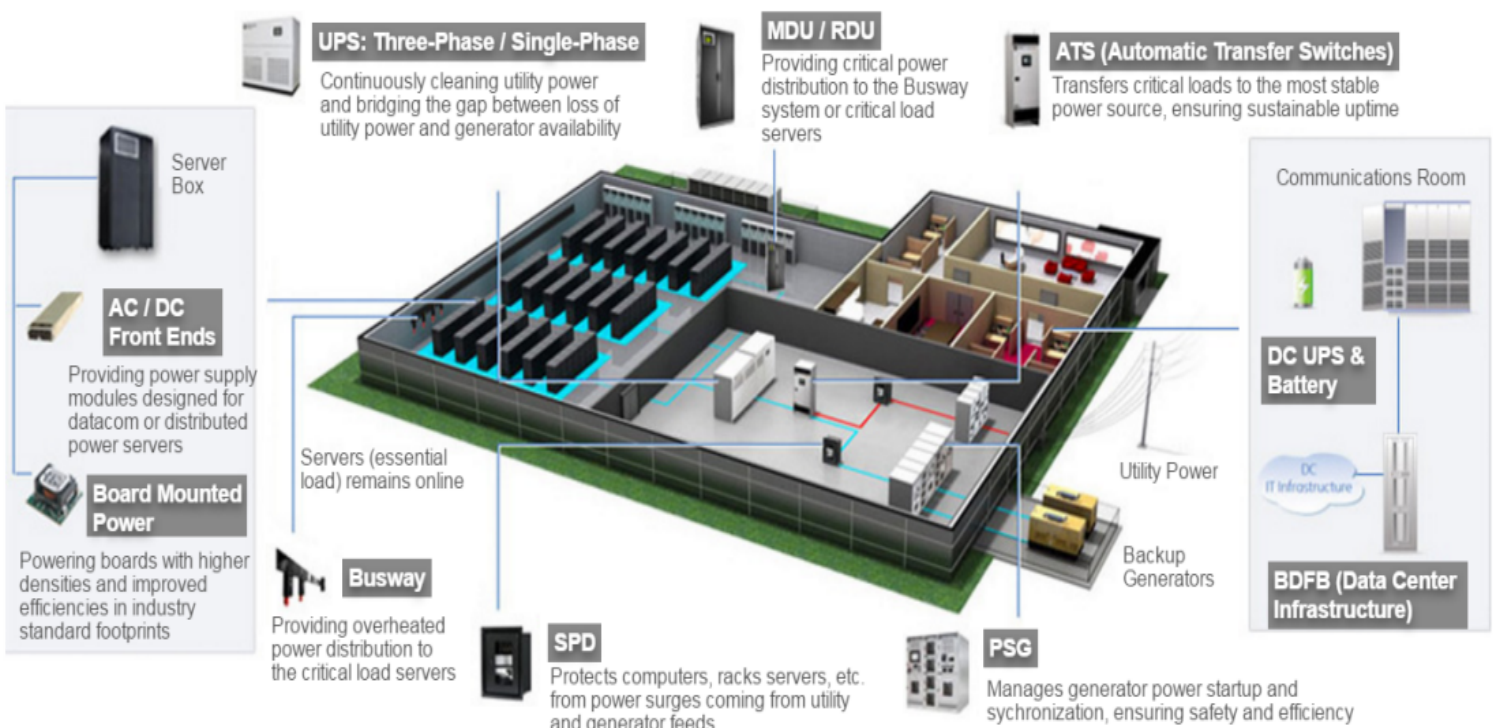 UPS: Three-Phase / Single-Phase
Continuously cleaning utility power
and bridging the gap between loss of
utility power and generator availability
MDU / RDU
Providing critical power
distribution to the Busway
system or critical load
servers
ATS (Automatic Transfer Switches)
Transfers critical loads to the most stable
power source, ensuring sustainable uptime
Server
Box
AC / DC
Front Ends
Providing power supply
modules designed for
datacom or distributed
power servers
Board Mounted
Power
Powering boards with higher
densities and improved
efficiencies in industry
standard footprints
Servers (essential
load) remains online
Busway
Providing overheated
power distribution to
the critical load servers
SPD
Protects computers, racks servers, etc.
from power surges coming from utility
and generator feeds
PSG
Manages generator power startup and
sychronization, ensuring safety and efficiency
Utility Power
Backup
Generators
Communications Room
DC UPS &
Battery
DC
IT Infrastructure
BDFB (Data Center
Infrastructure)